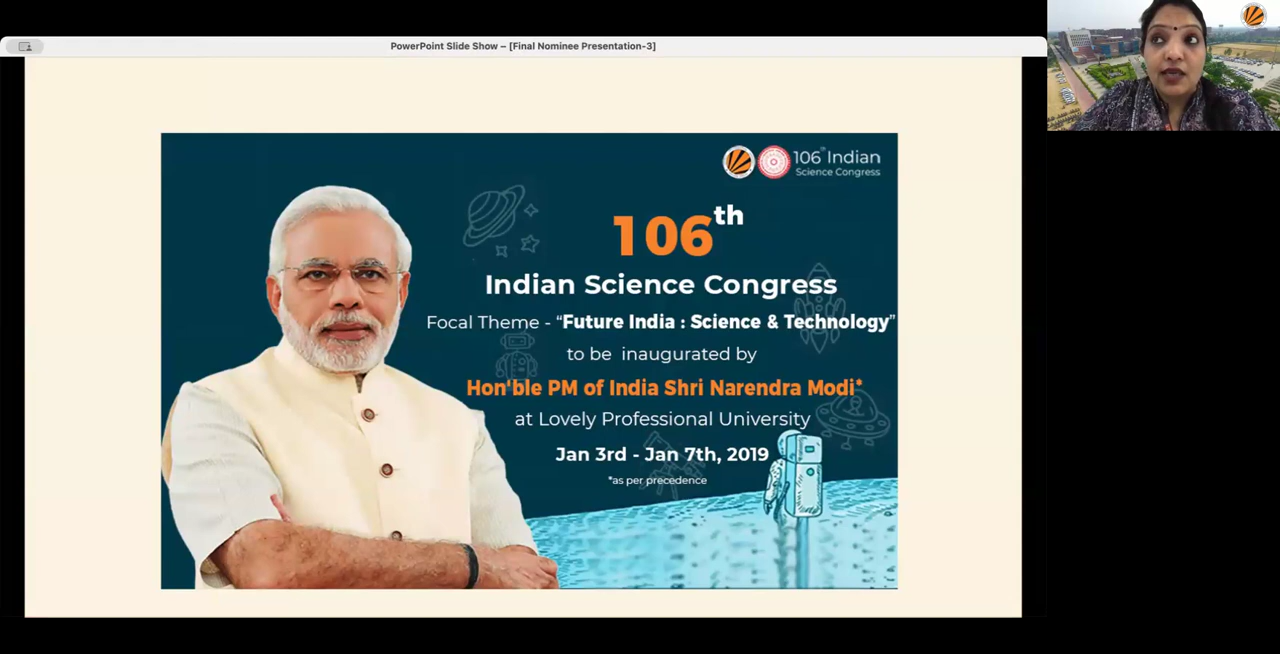 PowerPoint Slide Show – [Final Nominee Presentation-3]
106th Indian
Science Congress
106th
Indian Science Congress
Focal Theme - “Future India : Science & Technology”
to be inaugurated by
Hon'ble PM of India Shri Narendra Modi*
at Lovely Professional University
Jan 3rd - Jan 7th, 2019
*as per precedence